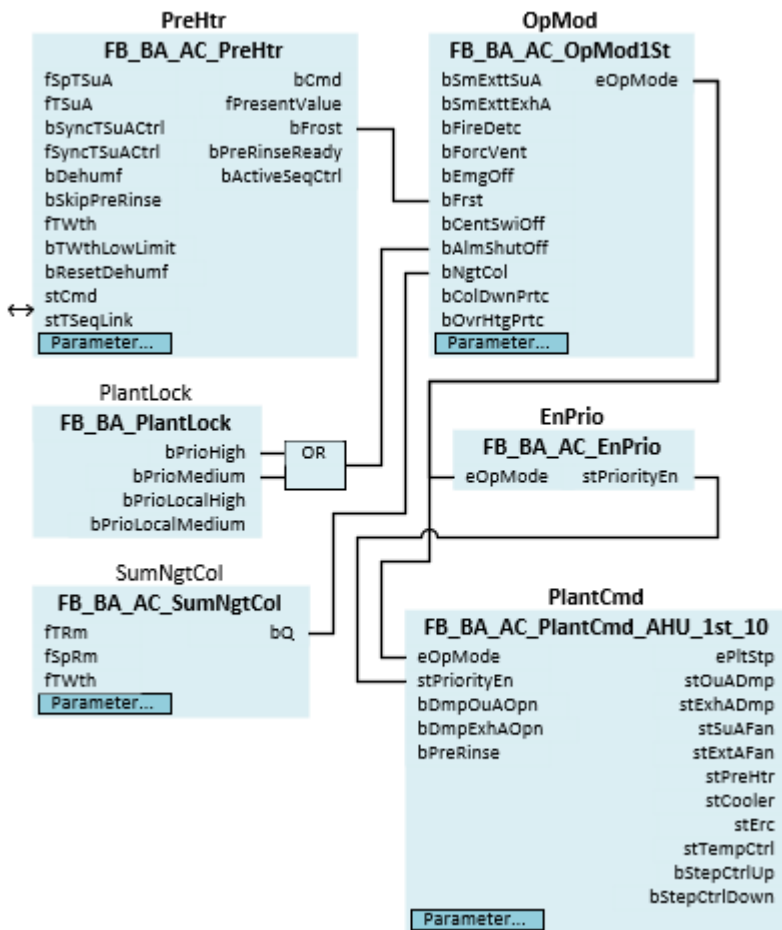 PreHtr
FB_BA_AC_PreHtr
fSpTSuA bCmd
fTSuA fPresentValue
bSyncTSuACtrl bFrost
fSyncTSuACtrl bPreRinseReady
bDehumf bActiveSeqCtrl
bSkipPreRinse
fTWth
bTWthLowLimit
bResetDehumf
stCmd
stTSeqLink
Parameter...
OpMod
FB_BA_AC_OpMod1St
bSmExttSuA eOpMode
bSmExttExhA
bFireDetc
bForcVent
bEmgOff
bFrst
bCentSwiOff
bAlmShutOff
bNgtCol
bColDwnPrtc
bOvrHtgPrtc
Parameter...
PlantLock
FB_BA_PlantLock
bPrioHigh
bPrioMedium
bPrioLocalHigh
bPrioLocalMedium
OR
EnPrio
FB_BA_AC_EnPrio
eOpMode stPriorityEn
SumNgtCol
FB_BA_AC_SumNgtCol
fTRm bQ
fSpRm
fTWth
Parameter...
PlantCmd
FB_BA_AC_PlantCmd_AHU_1st_10
eOpMode ePltStp
stPriorityEn stOuADmp
bDmpOuAOpn stExhADmp
bDmpExhAOpn stSuAFan
bPreRinse stExtAFan
stPreHtr
stCooler
stErc
stTempCtrl
bStepCtrlUp
bStepCtrlDown
Parameter...